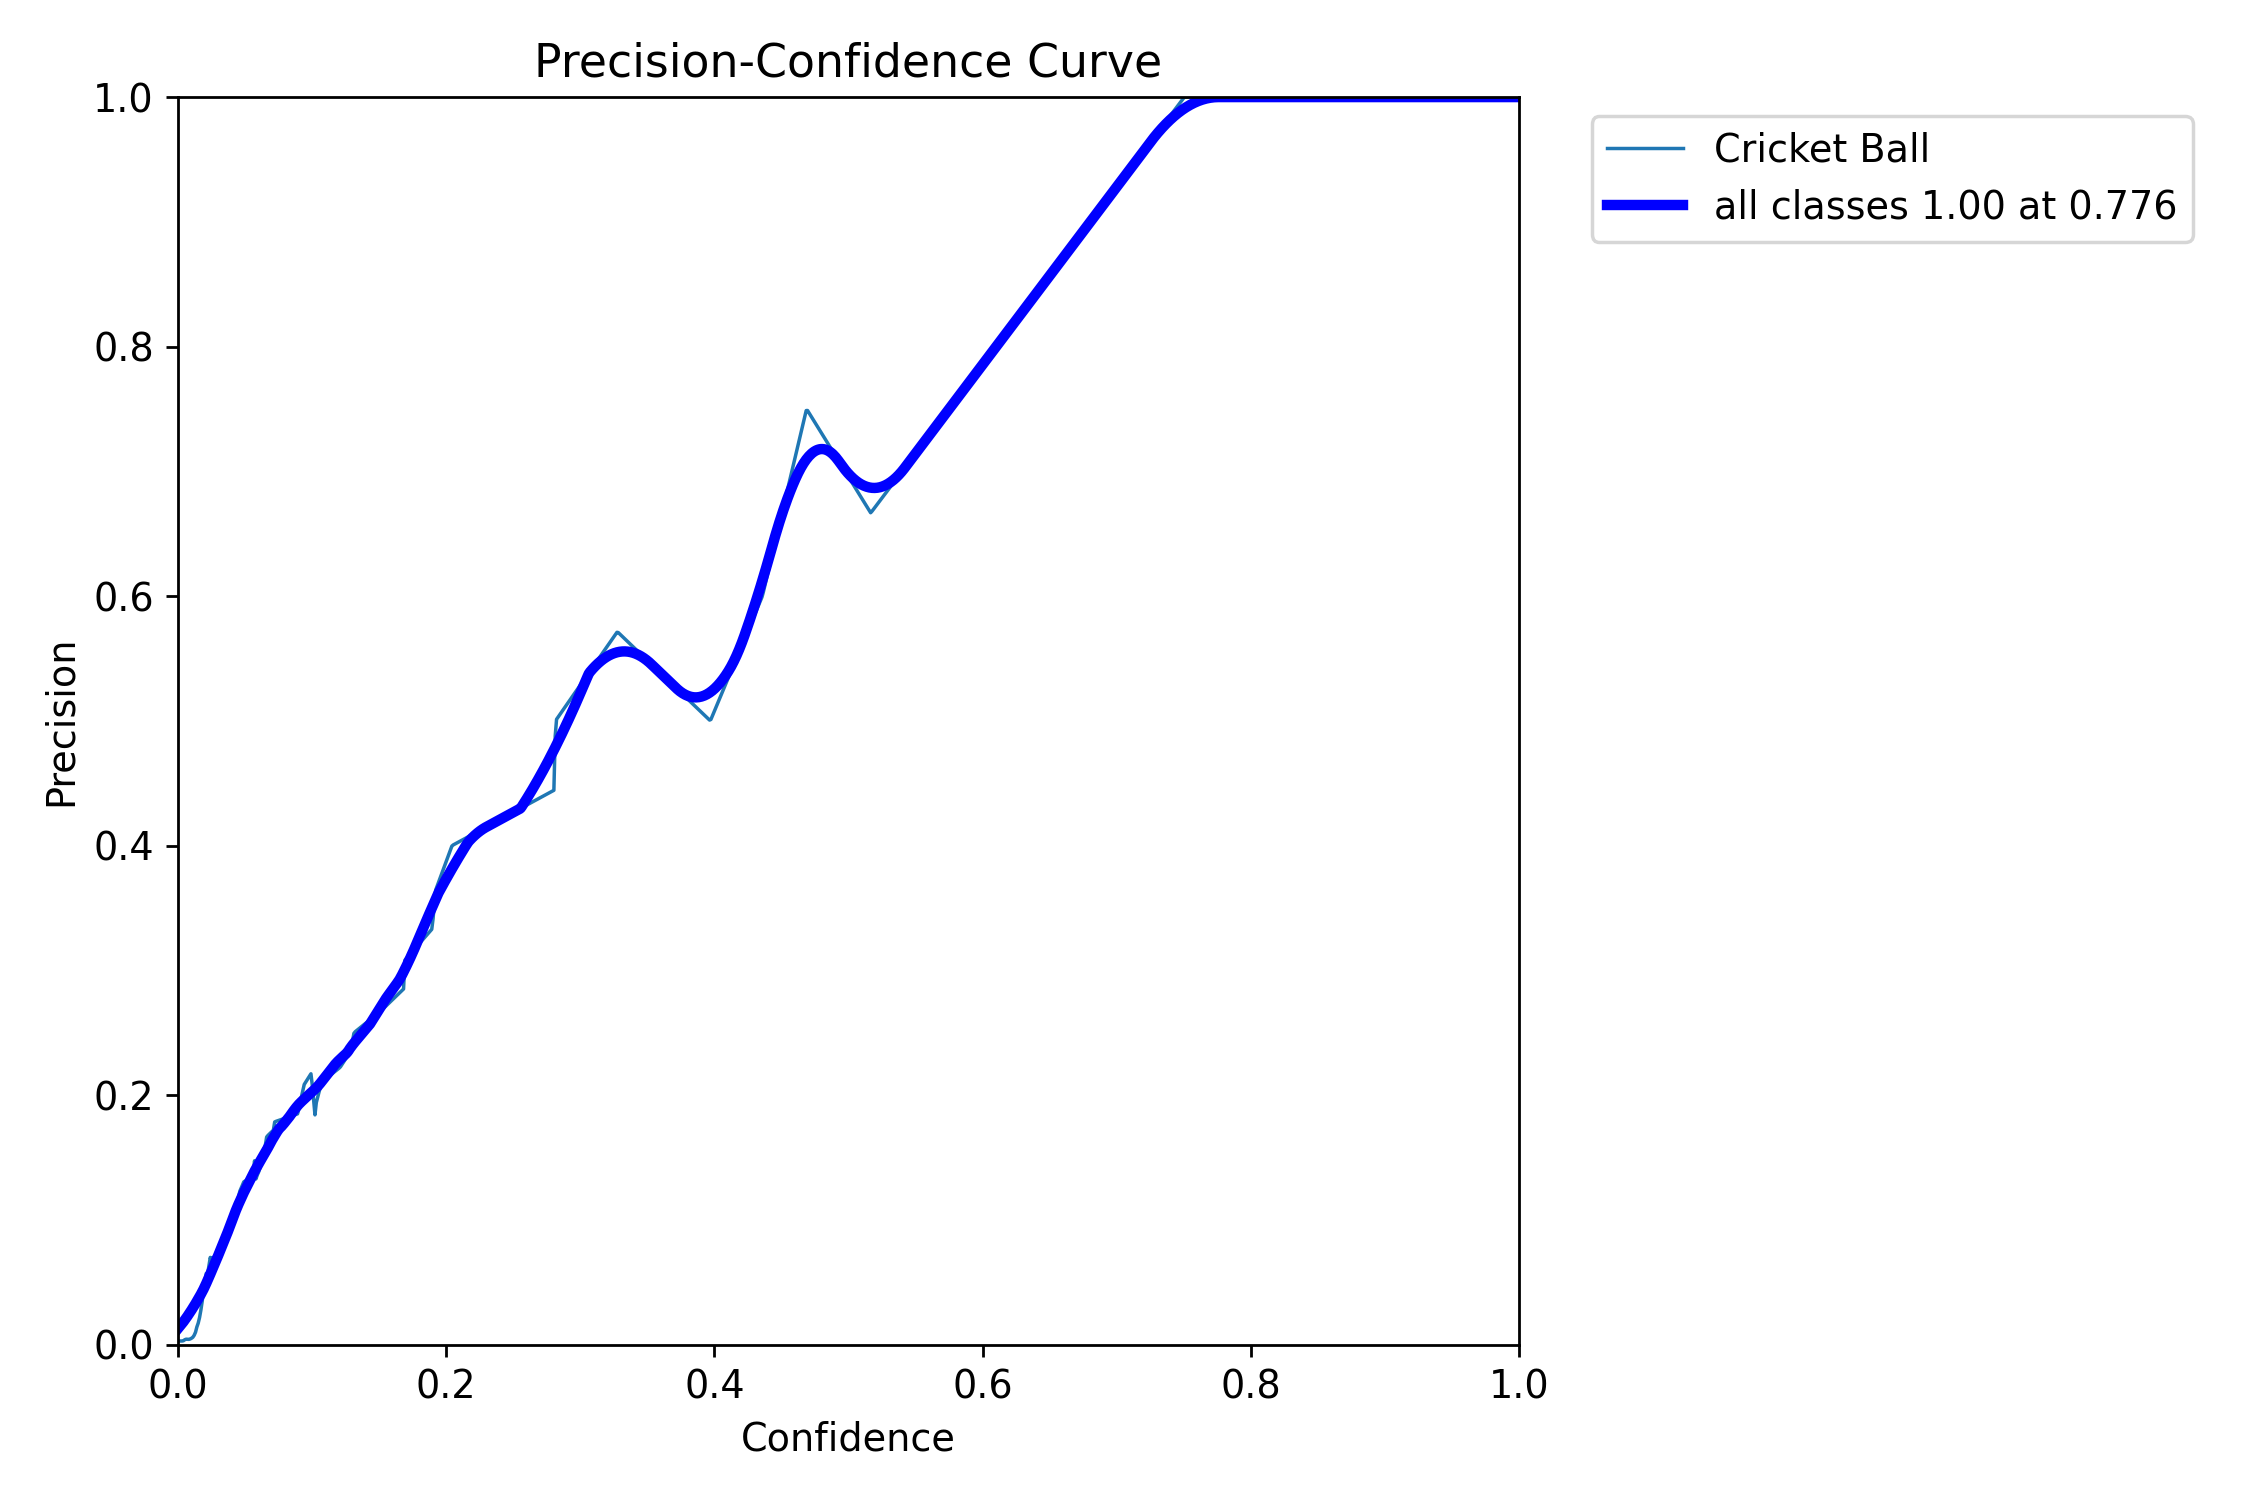 Precision-Confidence Curve
Cricket Ball
all classes 1.00 at 0.776
Precision
1.0
0.8
0.6
0.4
0.2
0.0
0.0 0.2 0.4 0.6 0.8 1.0
Confidence